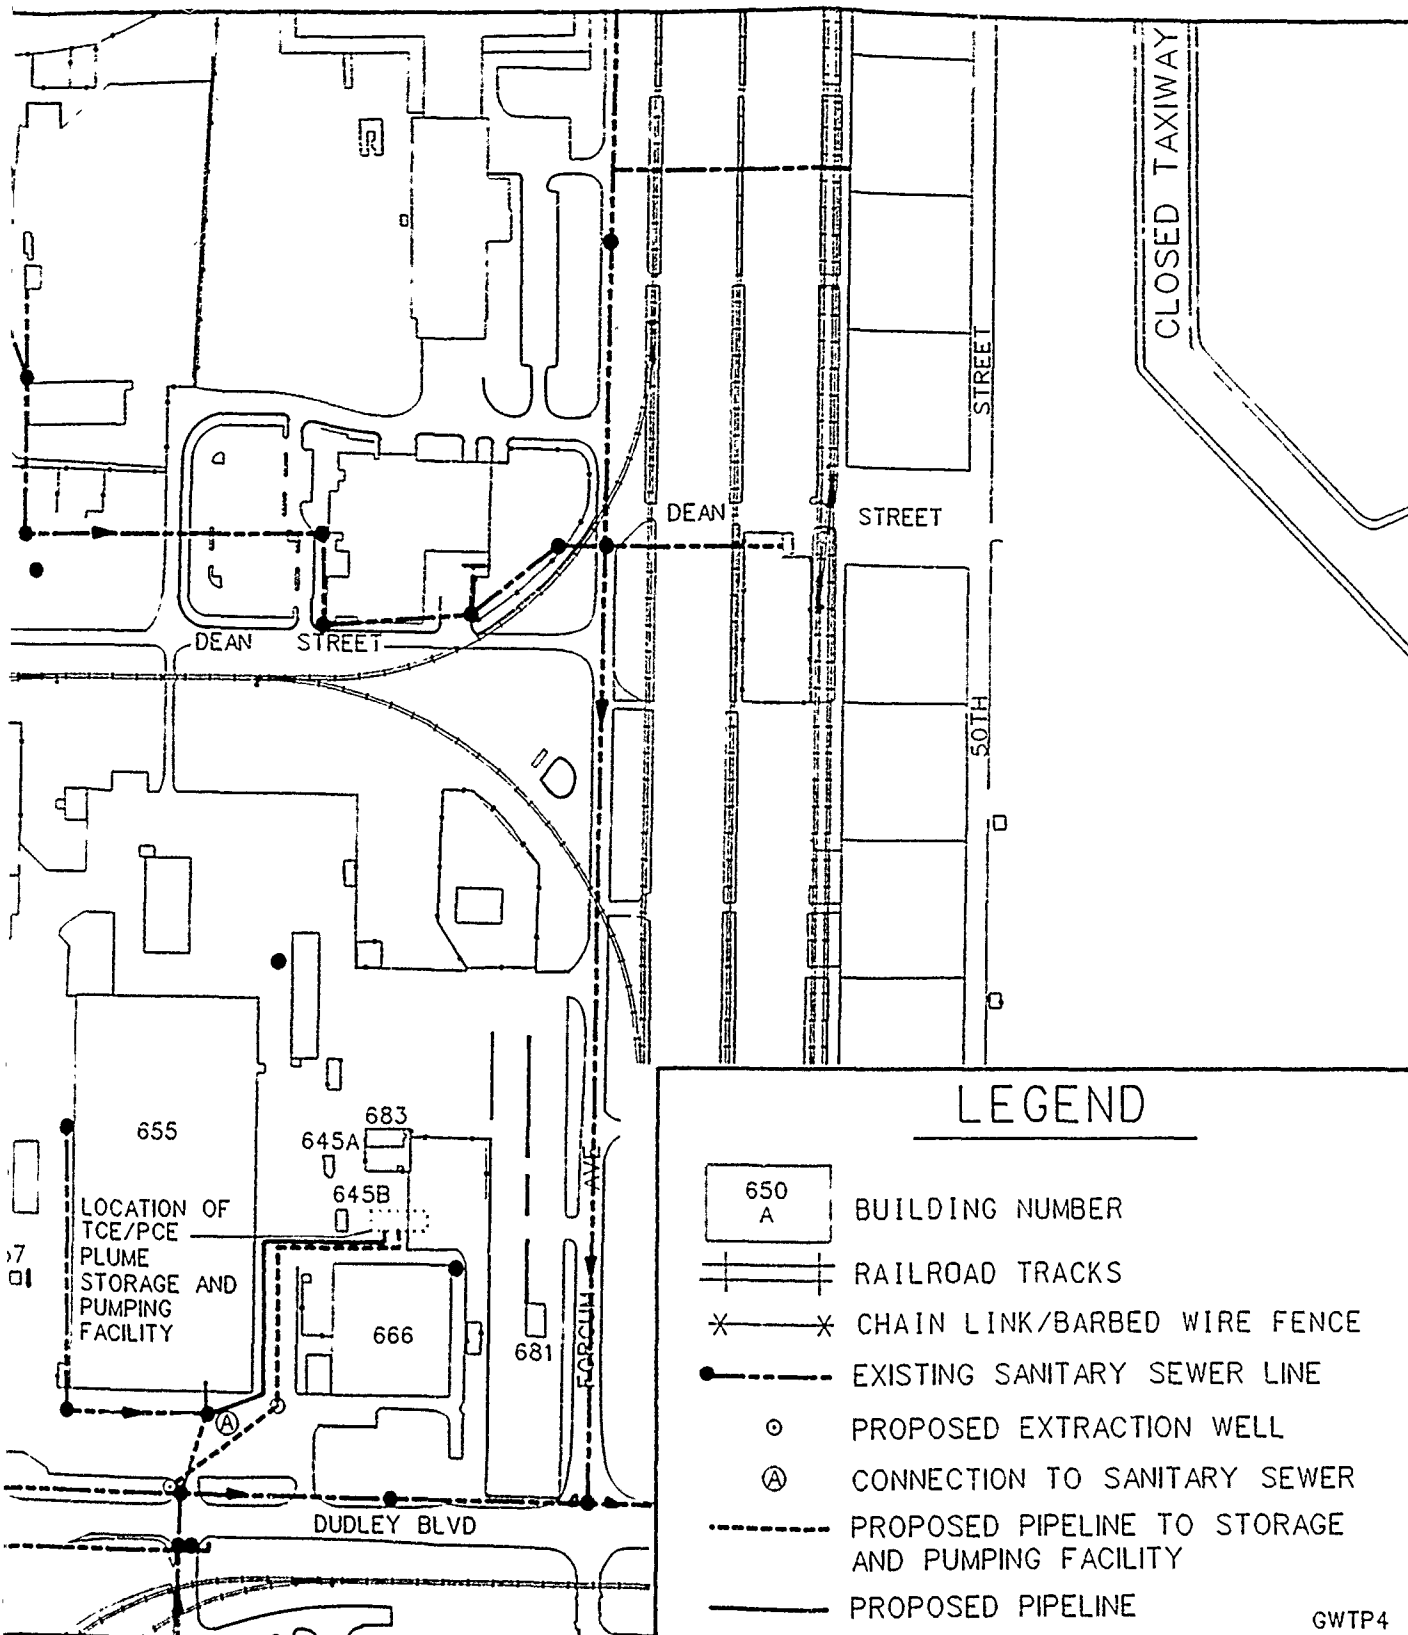 CLOSED TAXIWAY
STREET
DEAN
STREET
DEAN
STREET
50TH
655
683
645A
645B
LOCATION OF
TCE/PCE
PLUME
STORAGE AND
PUMPING
FACILITY
57
666
681
AVE
FORCUM
A
DUDLEY BLVD
LEGEND
650
A
BUILDING NUMBER
RAILROAD TRACKS
CHAIN LINK/BARBED WIRE FENCE
EXISTING SANITARY SEWER LINE
PROPOSED EXTRACTION WELL
A
CONNECTION TO SANITARY SEWER
PROPOSED PIPELINE TO STORAGE
AND PUMPING FACILITY
PROPOSED PIPELINE
GWTP4